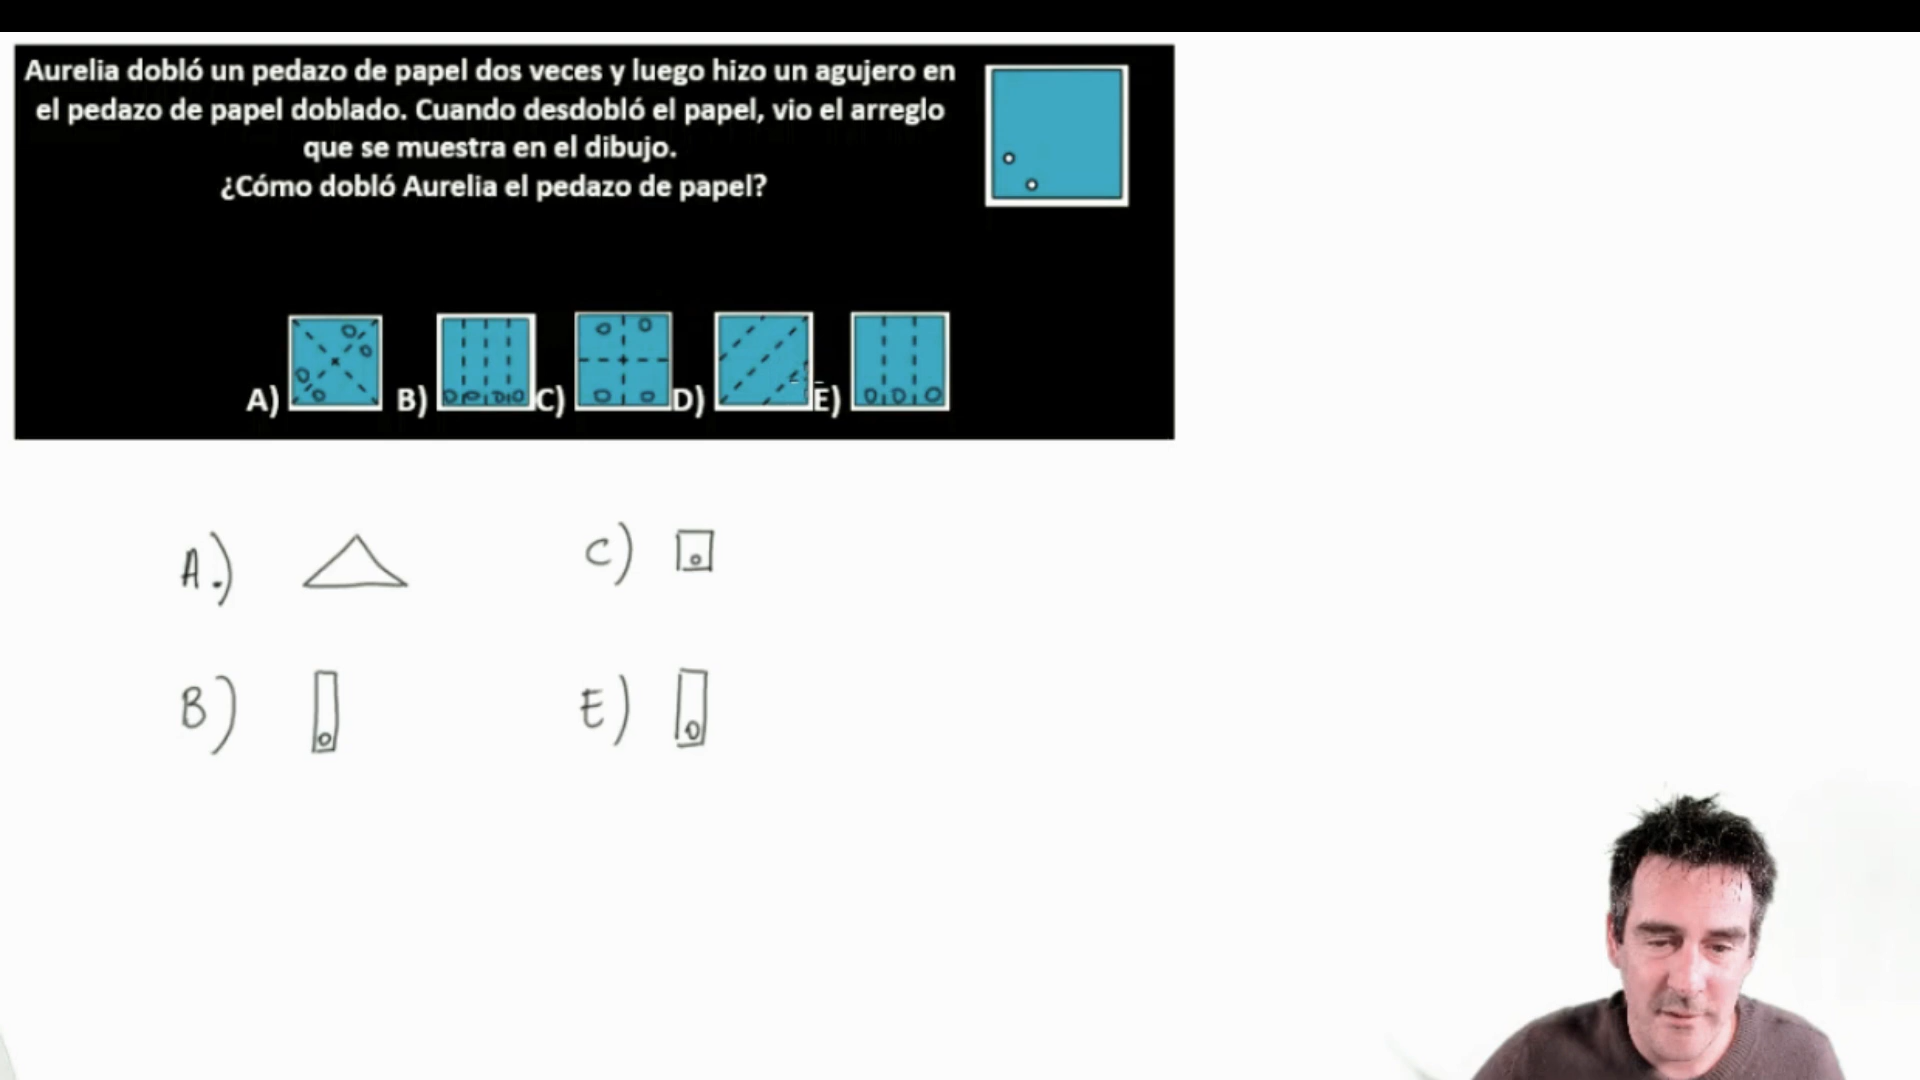 Aurelia dobló un pedazo de papel dos veces y luego hizo un agujero en
el pedazo de papel doblado. Cuando desdobló el papel, vio el arreglo
que se muestra en el dibujo.
¿Cómo dobló Aurelia el pedazo de papel?
A) B) C) D) E)
A.) C)
B) E)